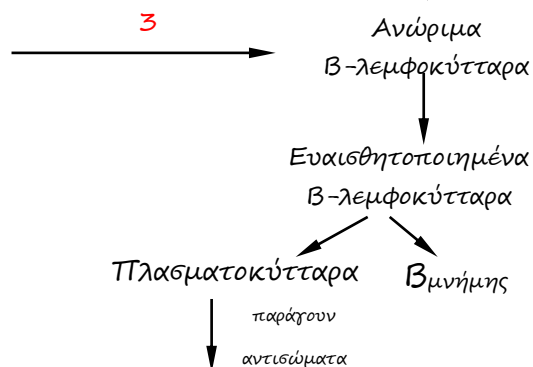 3
Ανώριμα
Β-λεμφοκύτταρα
Ευαισθητοποιημένα
Β-λεμφοκύτταρα
Πλασματοκύτταρα Βμνήμης
παράγουν
αντισώματα